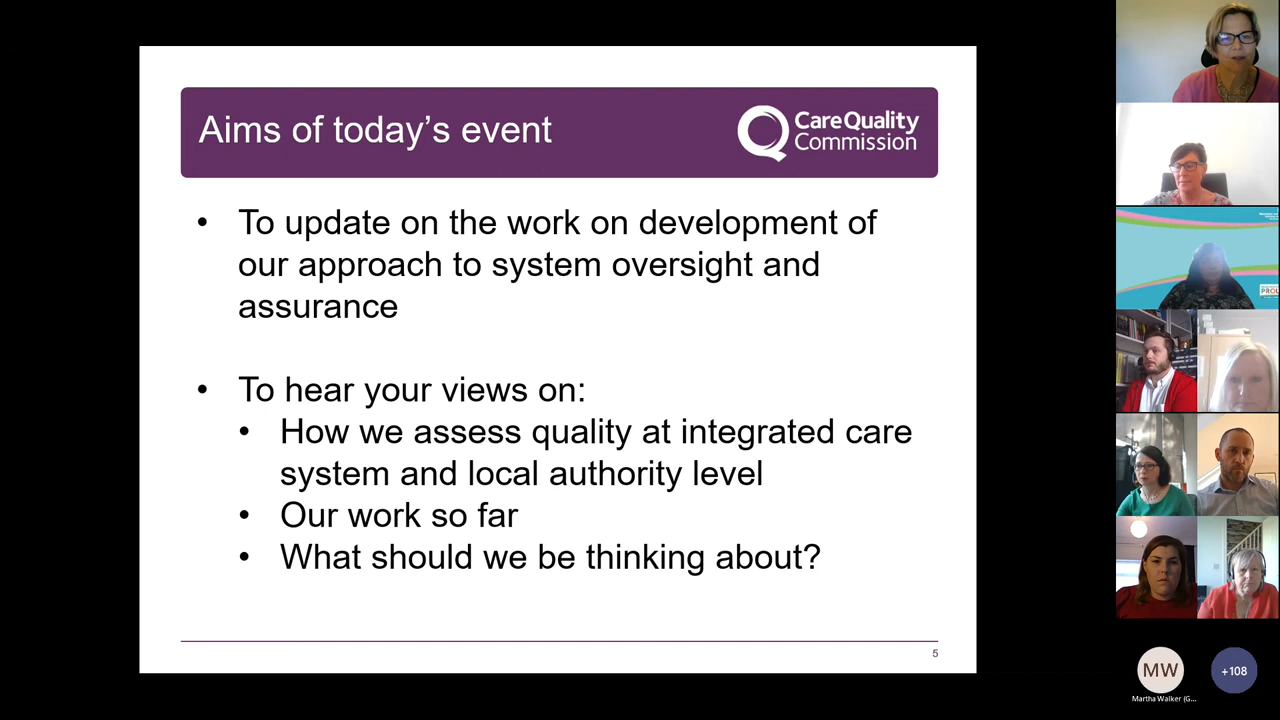 Aims of today's event
CareQuality
Commission
• To update on the work on development of
our approach to system oversight and
assurance
• To hear your views on:
• How we assess quality at integrated care
system and local authority level
• Our work so far
• What should we be thinking about?
5
MW
+108
Martha Walker (G...